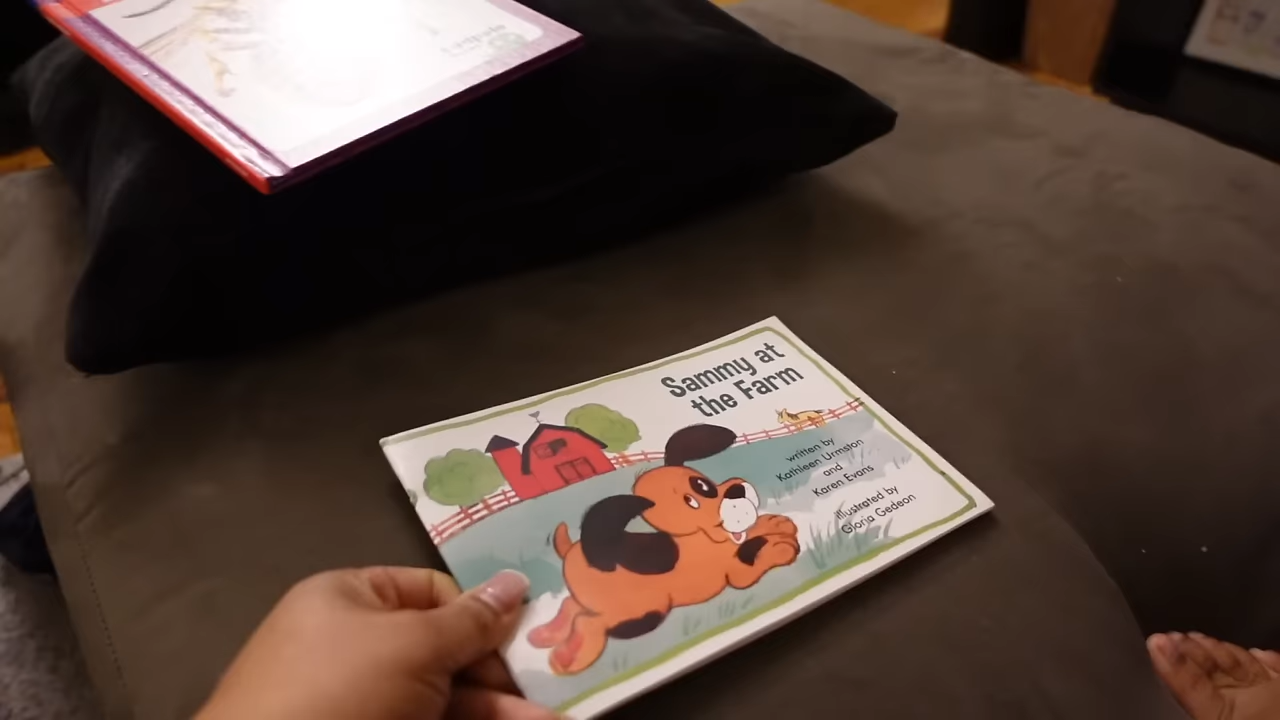 Sammy at
the Farm
written by
Kathleen Urmston
and
Karen Evans
illustrated by
Gloria Gedeon